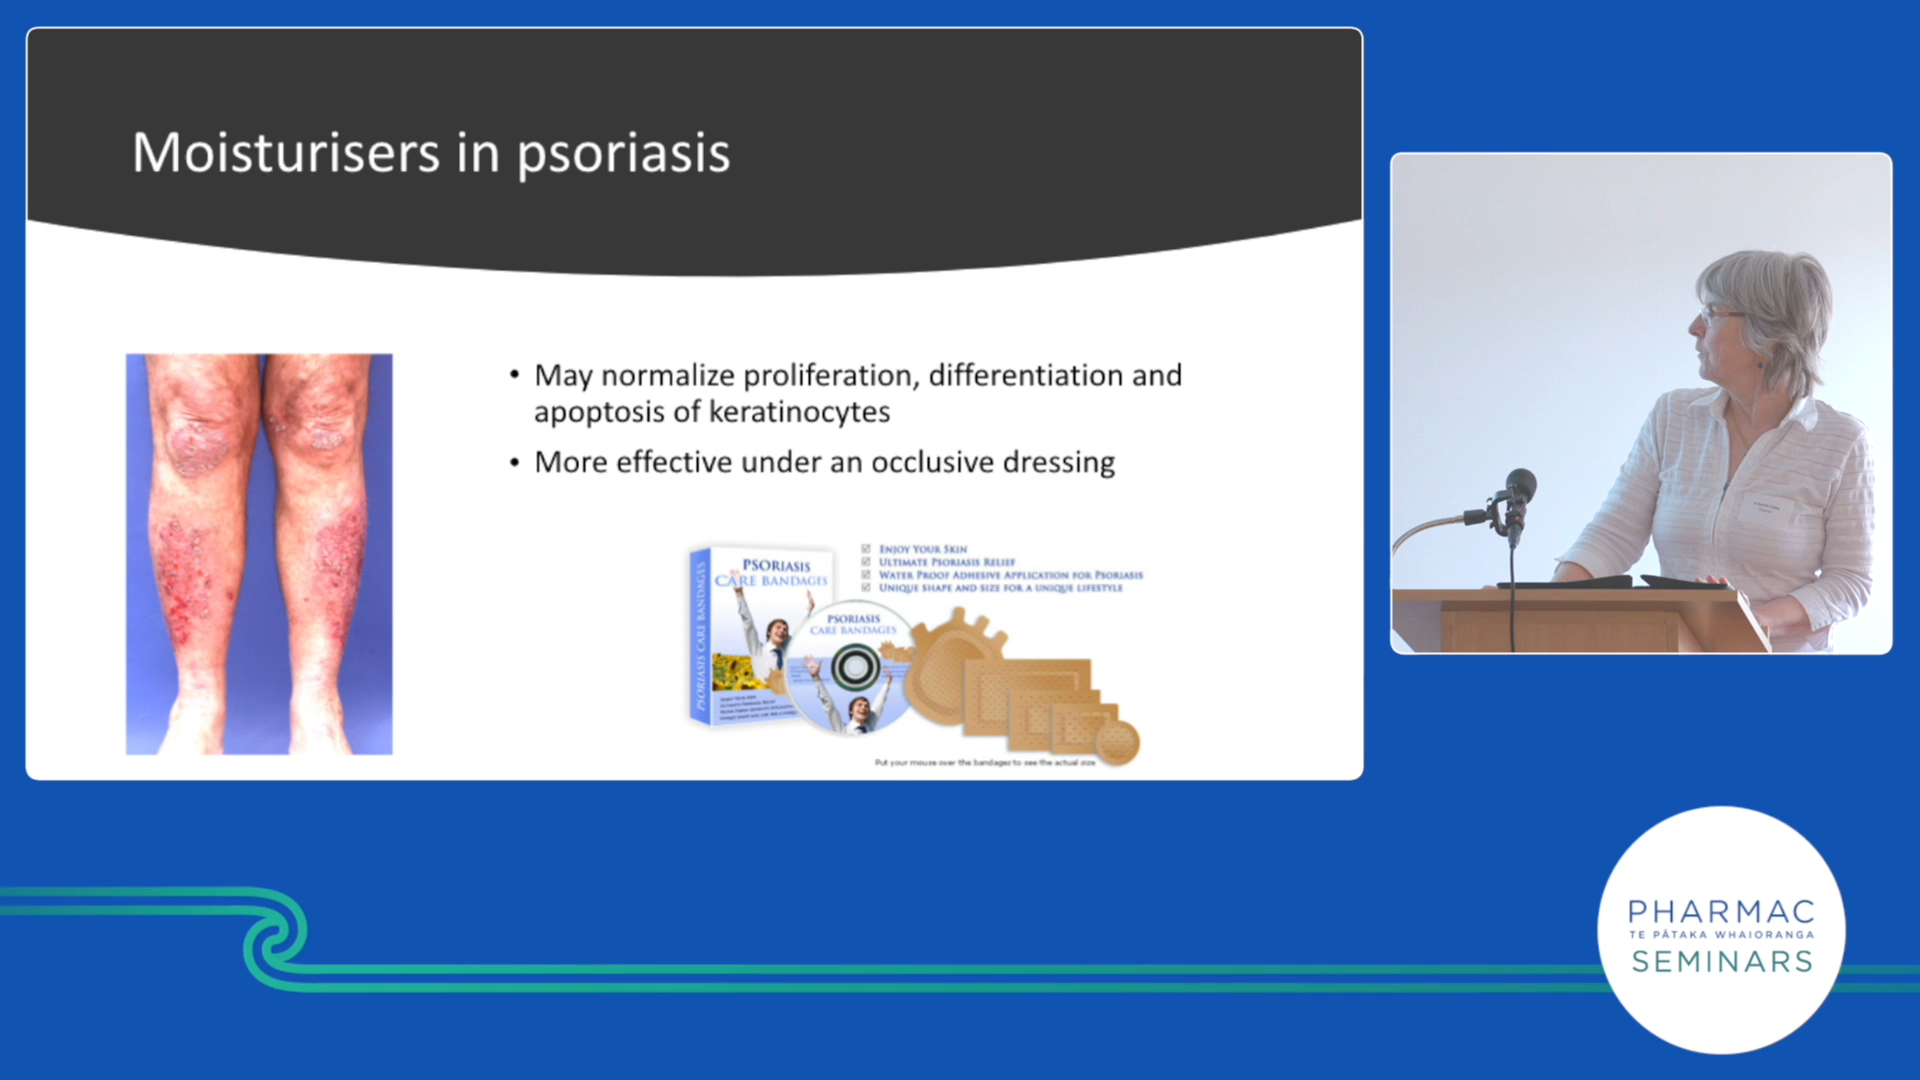 Moisturisers in psoriasis
• May normalize proliferation, differentiation and
apoptosis of keratinocytes
• More effective under an occlusive dressing
PSORIASIS CARE BANDAGES
PSORIASIS
CARE BANDAGES
ENJOY YOUR SKIN
ULTIMATE PSORIASIS RELIEF
WATER PROOF ADHESIVE APPLICATION FOR PSORIASIS
UNIQUE SHAPE AND SIZE FOR A UNIQUE LIFESTYLE
PSORIASIS
CARE BANDAGES
Put your mouse over the bandages to see the actual size
PHARMAC
TE PĀTAKA WHAIORANGA
SEMINARS